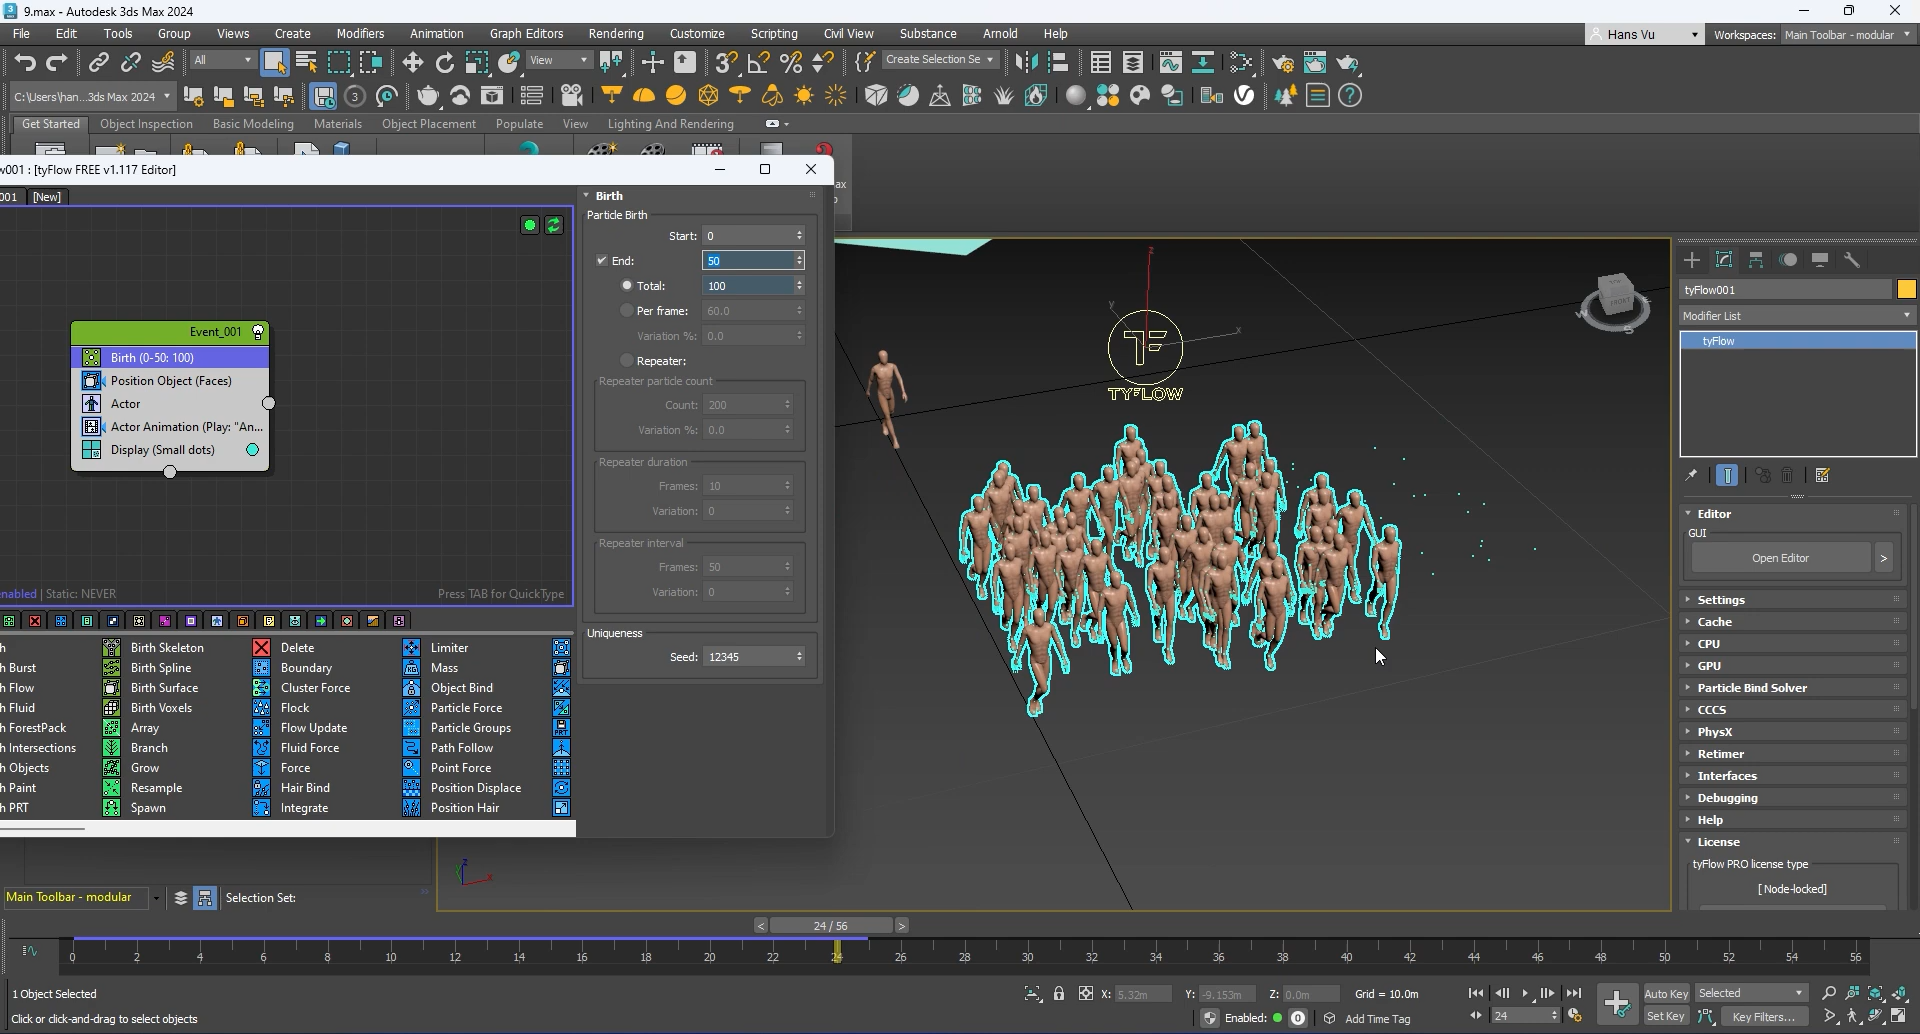 9.max - Autodesk 3ds Max 2024
File Edit Tools Group Views Create Modifiers Animation Graph Editors Rendering Customize Scripting Civil View Substance Arnold Help
Hans Vu Workspaces: Main Toolbar - modular
All View Create Selection Se
C:\Users\han...3ds Max 2024
Get Started Object Inspection Basic Modeling Materials Object Placement Populate View Lighting And Rendering
w001 : [tyFlow FREE v1.117 Editor]
001 [New]
Birth
Particle Birth
Start: 0
End: 50
Total: 100
Per frame: 60.0
Variation %: 0.0
Repeater:
Repeater particle count
Count: 200
Variation %: 0.0
Repeater duration
Frames: 10
Variation: 0
Repeater interval
Frames: 50
Variation: 0
Uniqueness
Seed: 12345
Event_001
Birth (0-50: 100)
Position Object (Faces)
Actor
Actor Animation (Play: "An...
Display (Small dots)
nabled | Static: NEVER Press TAB for QuickType
h Birth Skeleton Delete Limiter
h Burst Birth Spline Boundary Mass
h Flow Birth Surface Cluster Force Object Bind
h Fluid Birth Voxels Flock Particle Force
h ForestPack Array Flow Update Particle Groups
h Intersections Branch Fluid Force Path Follow
h Objects Grow Force Point Force
h Paint Resample Hair Bind Position Displace
h PRT Spawn Integrate Position Hair
z
y
x
TF
TYFLOW
FRONT
W S
tyFlow001
Modifier List
tyFlow
Editor
GUI
Open Editor >
Settings
Cache
CPU
GPU
Particle Bind Solver
CCCS
PhysX
Retimer
Interfaces
Debugging
Help
License
tyFlow PRO license type
[ Node-locked]
Main Toolbar - modular Selection Set:
< 24 / 56 >
0 2 4 6 8 10 12 14 16 18 20 22 24 26 28 30 32 34 36 38 40 42 44 46 48 50 52 54 56
1 Object Selected X: 5.32m Y: -9.153m Z: 0.0m Grid = 10.0m Auto Key Selected
Click or click-and-drag to select objects Enabled: 0 Add Time Tag 24 Set Key Key Filters...